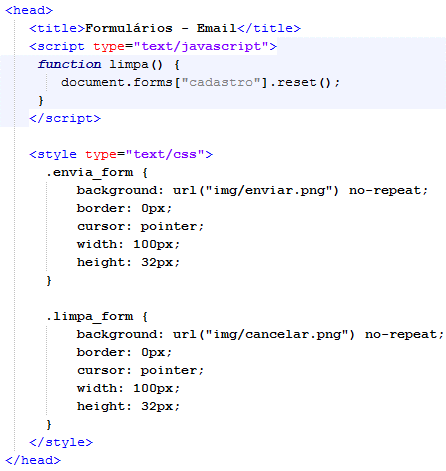 <head>
<title>Formulários - Email</title>
<script type="text/javascript">
function limpa() {
document.forms["cadastro"].reset();
}
</script>
<style type="text/css">
.envia_form {
background: url("img/enviar.png") no-repeat;
border: 0px;
cursor: pointer;
width: 100px;
height: 32px;
}
.limpa_form {
background: url("img/cancelar.png") no-repeat;
border: 0px;
cursor: pointer;
width: 100px;
height: 32px;
}
</style>
</head>